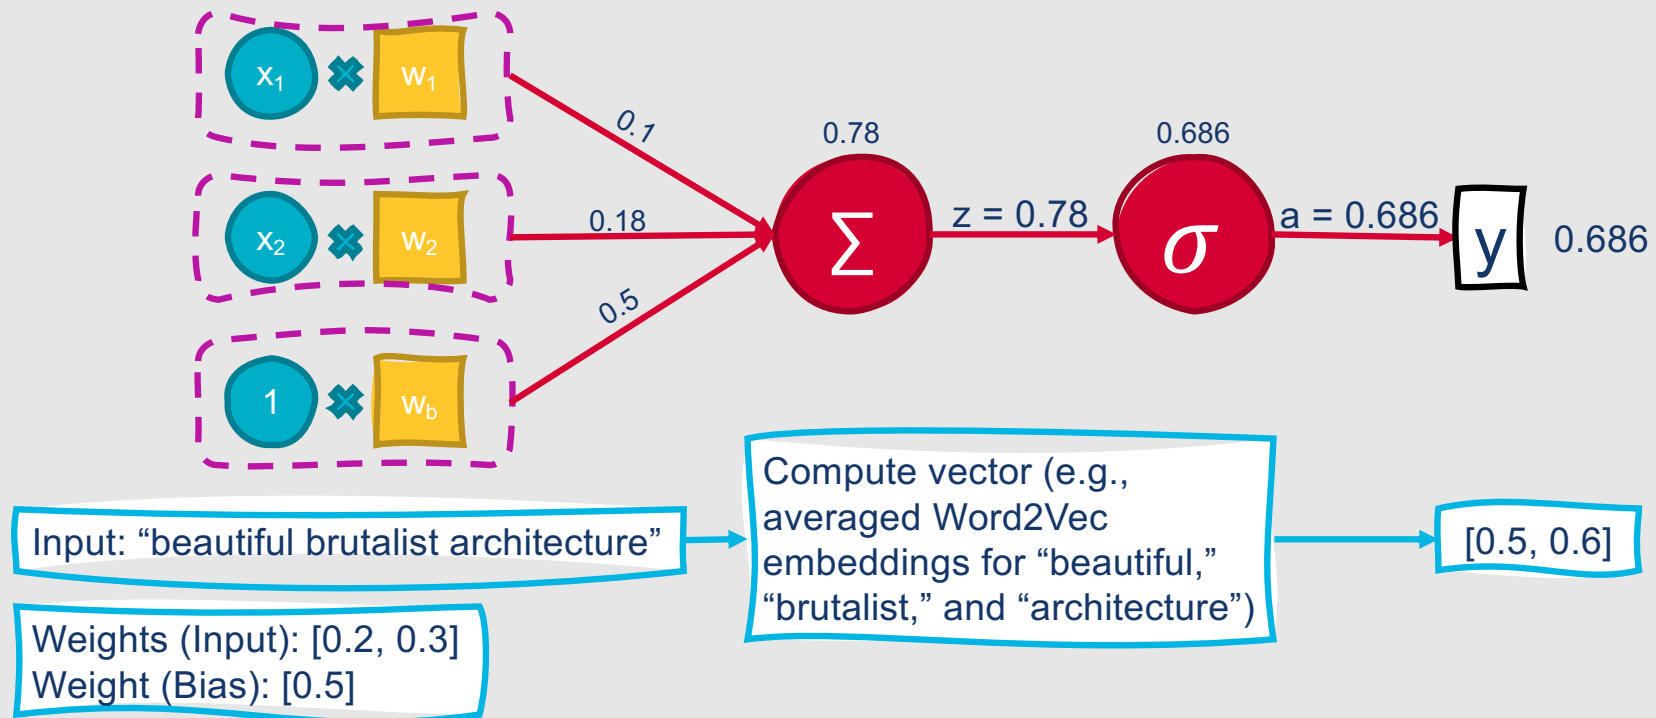 x₁ × w₁
0.1
0.78
0.686
x₂ × w₂
0.18
∑
z = 0.78
σ
a = 0.686
y
0.686
0.5
1 × w_b
Input: “beautiful brutalist architecture”
Compute vector (e.g.,
averaged Word2Vec
embeddings for “beautiful,”
“brutalist,” and “architecture”)
[0.5, 0.6]
Weights (Input): [0.2, 0.3]
Weight (Bias): [0.5]